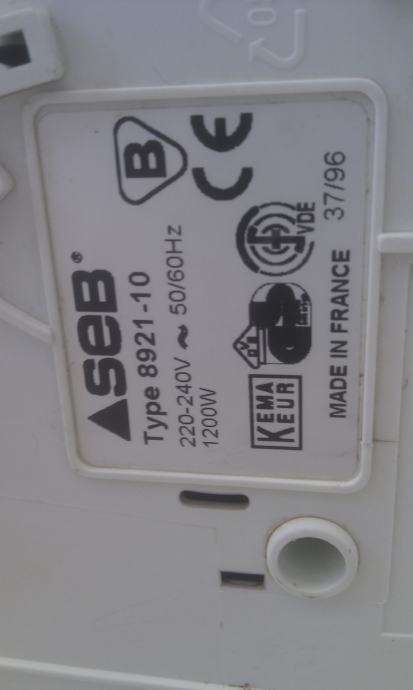 SEB®
Type 8921-10
220-240V ~ 50/60Hz
1200W
B
CE
KEMA
KEUR
VDE
MADE IN FRANCE 37/96